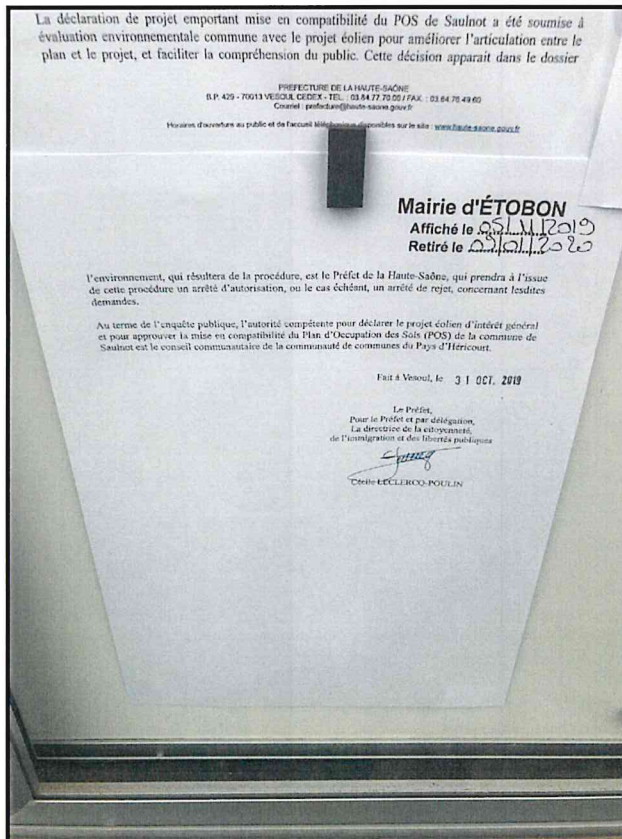 La déclaration de projet emportant mise en compatibilité du POS de Saulnot a été soumise à
évaluation environnementale commune avec le projet éolien pour améliorer l'articulation entre le
plan et le projet, et faciliter la compréhension du public. Cette décision apparait dans le dossier
PREFECTURE DE LA HAUTE-SAÔNE
B.P. 429 - 70013 VESOUL CEDEX - TEL. : 03.84.77.70.00 / FAX. : 03.84.76.49.60
Courriel : prefecture@haute-saone.gouv.fr
Horaires d'ouverture au public et de l'accueil téléphonique disponibles sur le site : www.haute-saone.gouv.fr
Mairie d'ÉTOBON
Affiché le 05/11/2019
Retiré le 09/01/2020
l'environnement, qui résultera de la procédure, est le Préfet de la Haute-Saône, qui prendra à l'issue
de cette procédure un arrêté d'autorisation, ou le cas échéant, un arrêté de rejet, concernant lesdites
demandes.
Au terme de l'enquête publique, l'autorité compétente pour déclarer le projet éolien d'intérêt général
et pour approuver la mise en compatibilité du Plan d'Occupation des Sols (POS) de la commune de
Saulnot est le conseil communautaire de la communauté de communes du Pays d'Héricourt.
Fait à Vesoul, le 31 OCT. 2019
Le Préfet,
Pour le Préfet et par délégation,
La directrice de la citoyenneté,
de l'immigration et des libertés publiques
Cécile LECLERCQ-POULIN